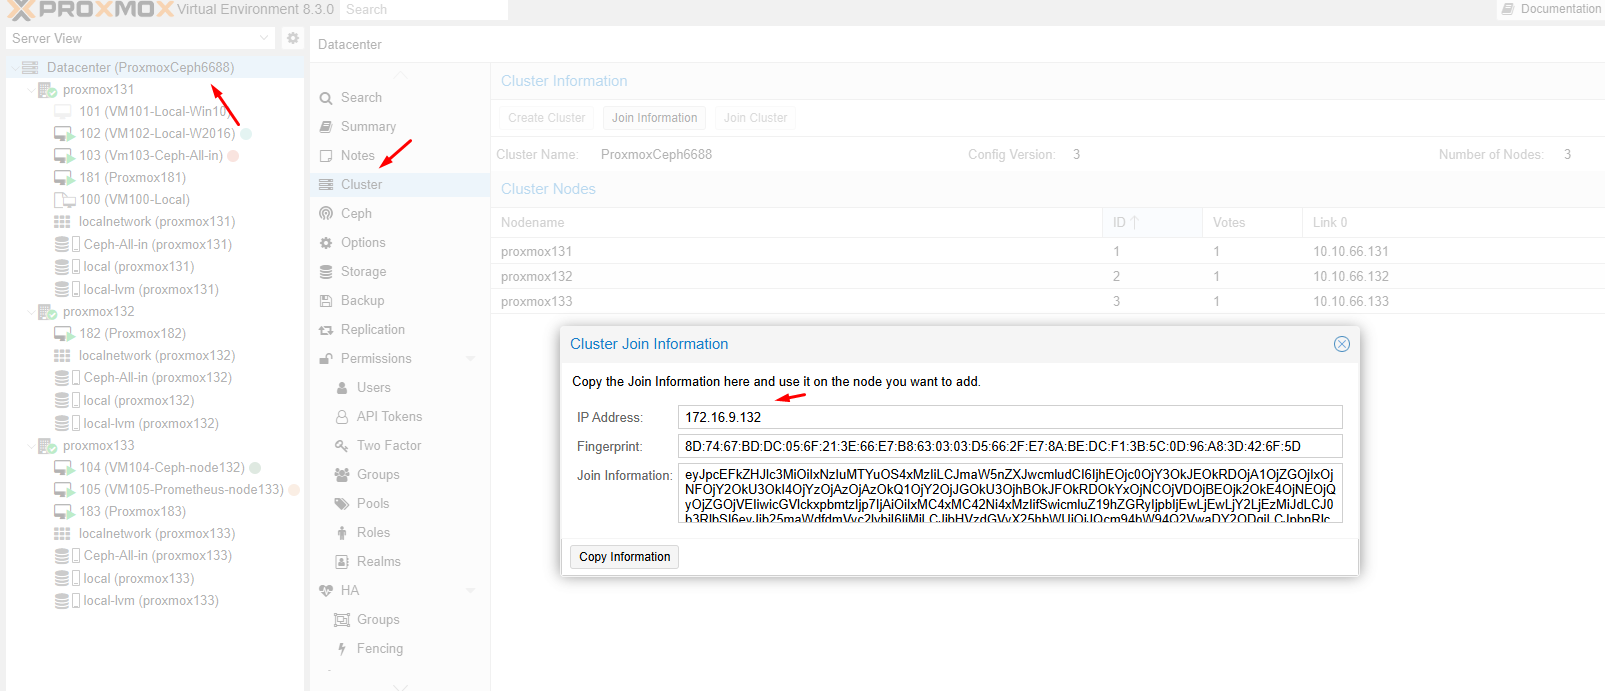 PROXMOX Virtual Environment 8.3.0 Search Documentation
Server View
Datacenter (ProxmoxCeph6688)
proxmox131
101 (VM101-Local-Win10)
102 (VM102-Local-W2016)
103 (Vm103-Ceph-All-in)
181 (Proxmox181)
100 (VM100-Local)
localnetwork (proxmox131)
Ceph-All-in (proxmox131)
local (proxmox131)
local-lvm (proxmox131)
proxmox132
182 (Proxmox182)
localnetwork (proxmox132)
Ceph-All-in (proxmox132)
local (proxmox132)
local-lvm (proxmox132)
proxmox133
104 (VM104-Ceph-node132)
105 (VM105-Prometheus-node133)
183 (Proxmox183)
localnetwork (proxmox133)
Ceph-All-in (proxmox133)
local (proxmox133)
local-lvm (proxmox133)
Datacenter
Search
Summary
Notes
Cluster
Ceph
Options
Storage
Backup
Replication
Permissions
Users
API Tokens
Two Factor
Groups
Pools
Roles
Realms
HA
Groups
Fencing
Cluster Information
Create Cluster Join Information Join Cluster
Cluster Name: ProxmoxCeph6688 Config Version: 3 Number of Nodes: 3
Cluster Nodes
Nodename ID Votes Link 0
proxmox131 1 1 10.10.66.131
proxmox132 2 1 10.10.66.132
proxmox133 3 1 10.10.66.133
Cluster Join Information
Copy the Join Information here and use it on the node you want to add.
IP Address: 172.16.9.132
Fingerprint: 8D:74:67:BD:DC:05:6F:21:3E:66:E7:B8:63:03:03:D5:66:2F:E7:8A:BE:DC:F1:3B:5C:0D:96:A8:3D:42:6F:5D
Join Information:
Copy Information